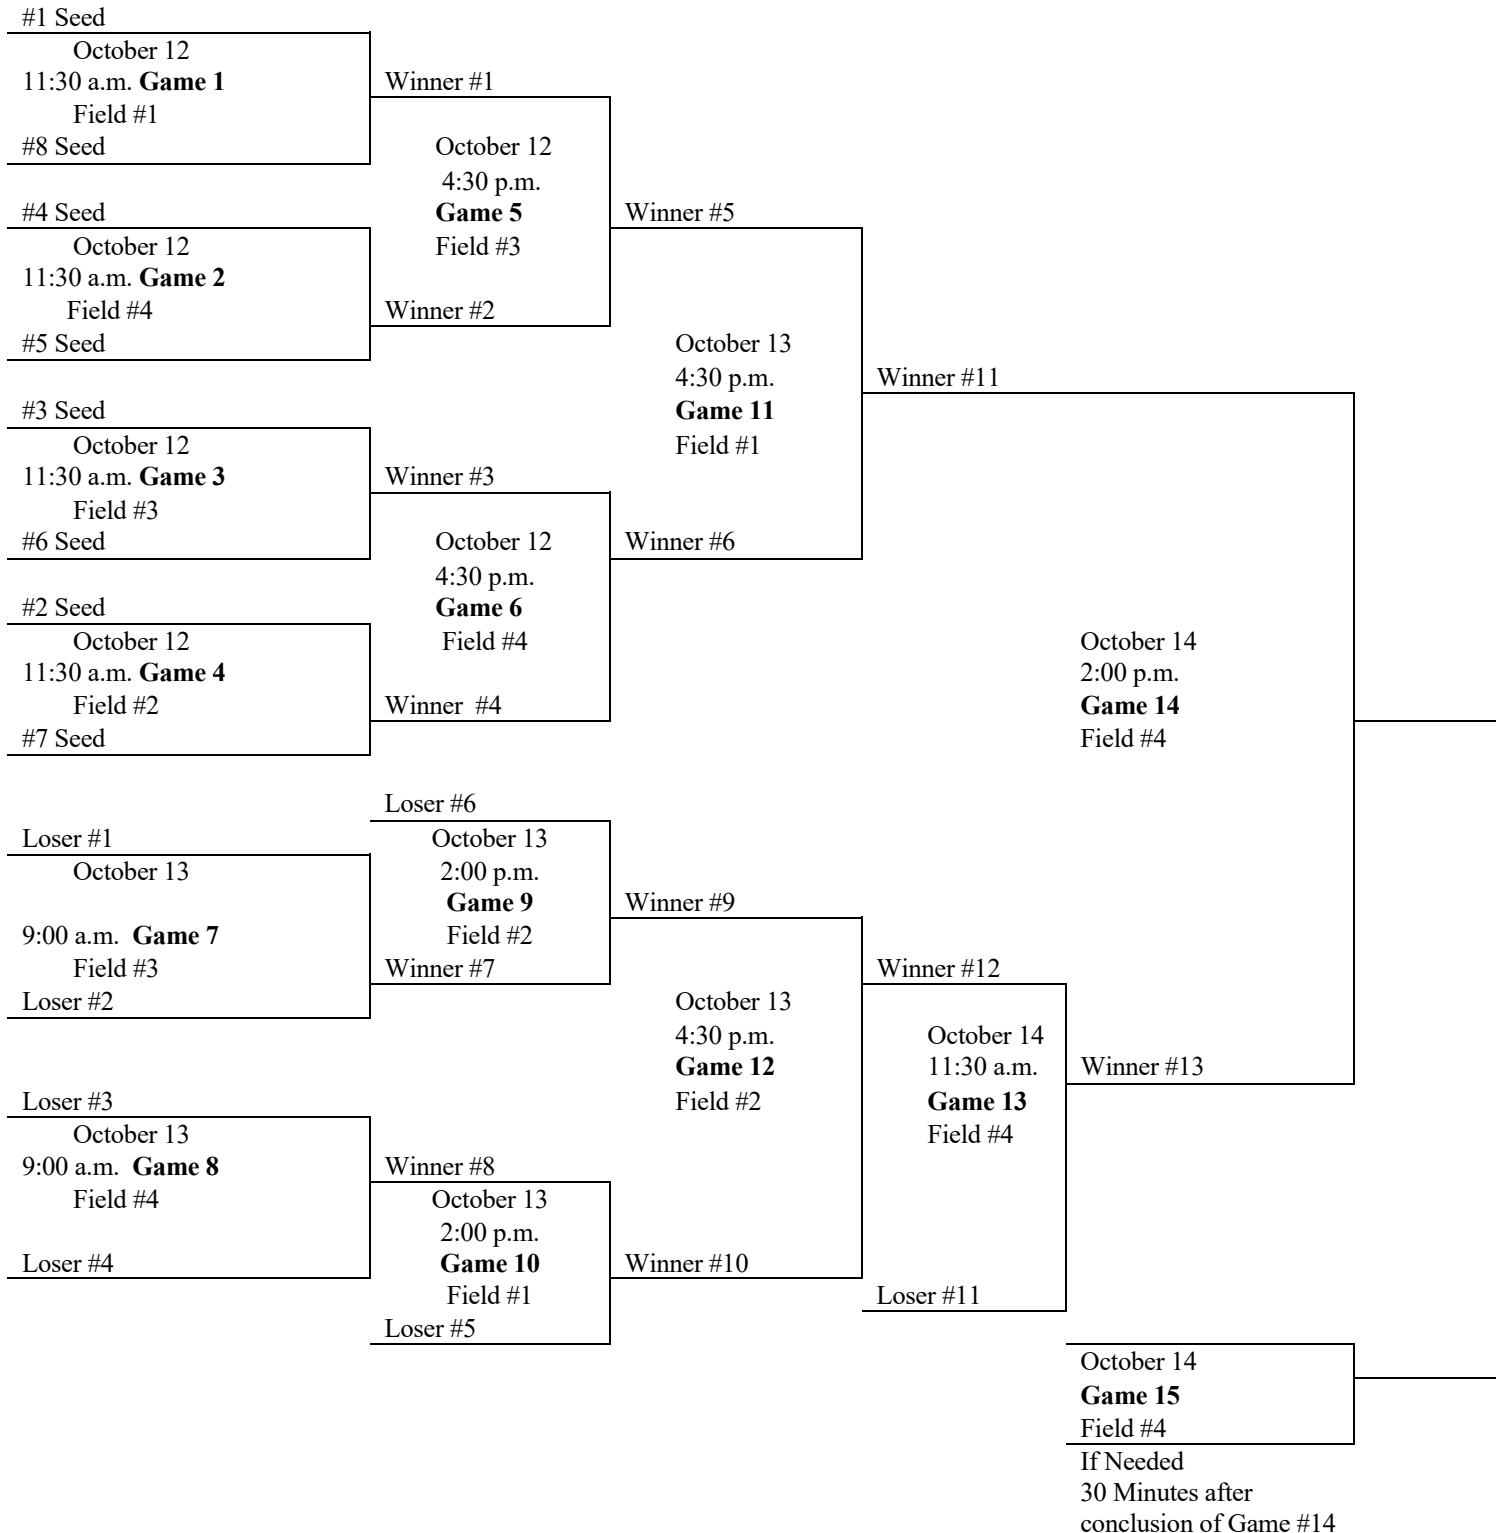 #1 Seed
October 12
11:30 a.m. Game 1
Field #1
#8 Seed
Winner #1
October 12
4:30 p.m.
Game 5
Field #3
Winner #2
#4 Seed
October 12
11:30 a.m. Game 2
Field #4
#5 Seed
Winner #5
October 13
4:30 p.m.
Game 11
Field #1
Winner #6
#3 Seed
October 12
11:30 a.m. Game 3
Field #3
#6 Seed
Winner #3
October 12
4:30 p.m.
Game 6
Field #4
Winner #4
#2 Seed
October 12
11:30 a.m. Game 4
Field #2
#7 Seed
Winner #11
October 14
2:00 p.m.
Game 14
Field #4
Loser #1
October 13
9:00 a.m. Game 7
Field #3
Loser #2
Loser #6
October 13
2:00 p.m.
Game 9
Field #2
Winner #7
Winner #9
October 13
4:30 p.m.
Game 12
Field #2
Winner #10
Loser #3
October 13
9:00 a.m. Game 8
Field #4
Loser #4
Winner #8
October 13
2:00 p.m.
Game 10
Field #1
Loser #5
Winner #12
October 14
11:30 a.m.
Game 13
Field #4
Loser #11
Winner #13
October 14
Game 15
Field #4
If Needed
30 Minutes after
conclusion of Game #14